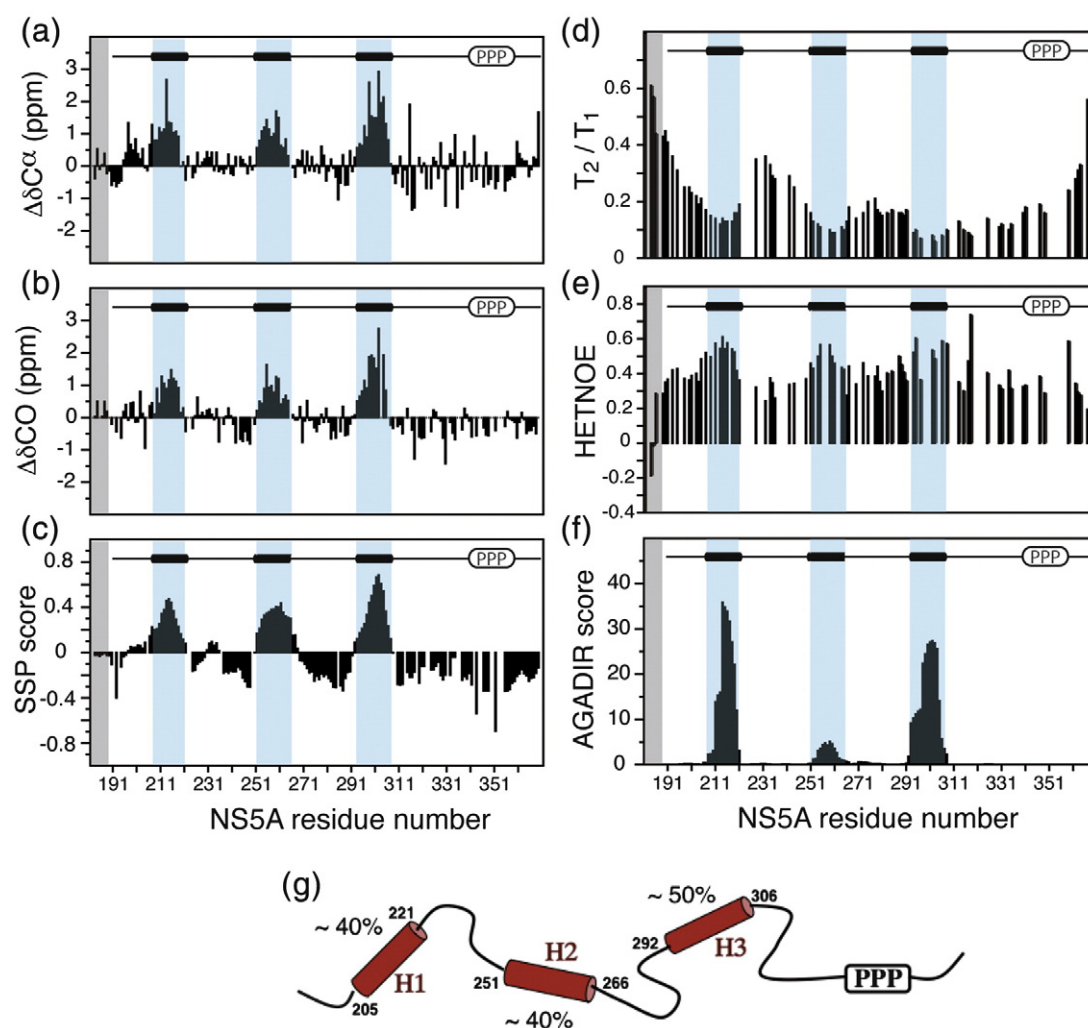 (a)
PPP
3
2
1
0
-1
-2
ΔδCα (ppm)
(b)
PPP
3
2
1
0
-1
-2
ΔδCO (ppm)
(c)
PPP
0.8
0.4
0
-0.4
-0.8
SSP score
191 211 231 251 271 291 311 331 351
NS5A residue number
(d)
PPP
0.6
0.4
0.2
0
T2 / T1
(e)
PPP
0.8
0.6
0.4
0.2
0
-0.2
-0.4
HETNOE
(f)
PPP
40
30
20
10
0
AGADIR score
191 211 231 251 271 291 311 331 351
NS5A residue number
(g)
~ 40%
221
H1
205
H2
251
266
~ 40%
~ 50%
306
292
H3
PPP